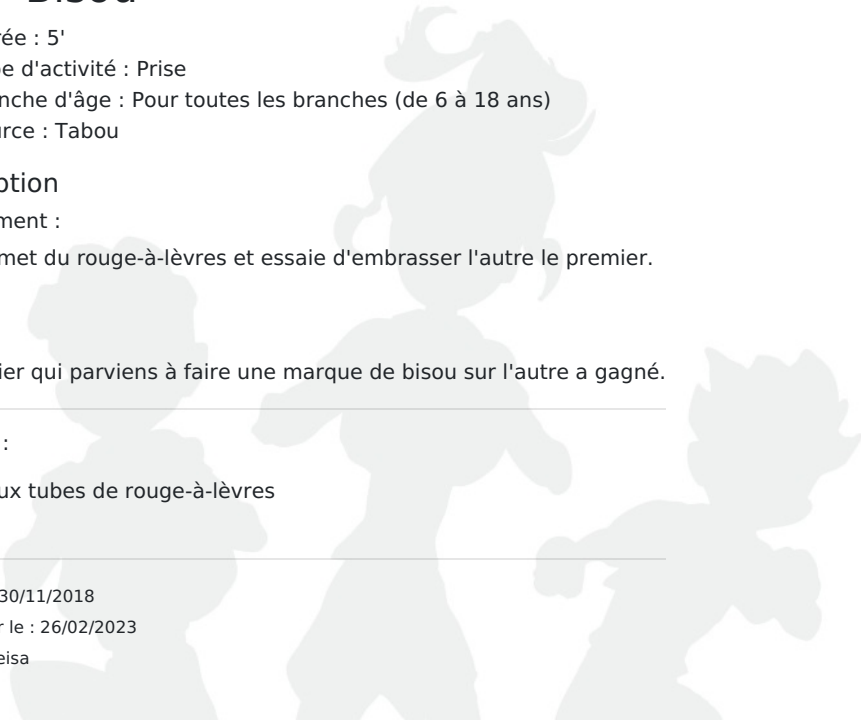 Bisou
rée : 5'
e d'activité : Prise
nche d'âge : Pour toutes les branches (de 6 à 18 ans)
urce : Tabou
ption
ment :
met du rouge-à-lèvres et essaie d'embrasser l'autre le premier.
ier qui parviens à faire une marque de bisou sur l'autre a gagné.
:
ux tubes de rouge-à-lèvres
30/11/2018
r le : 26/02/2023
eisa